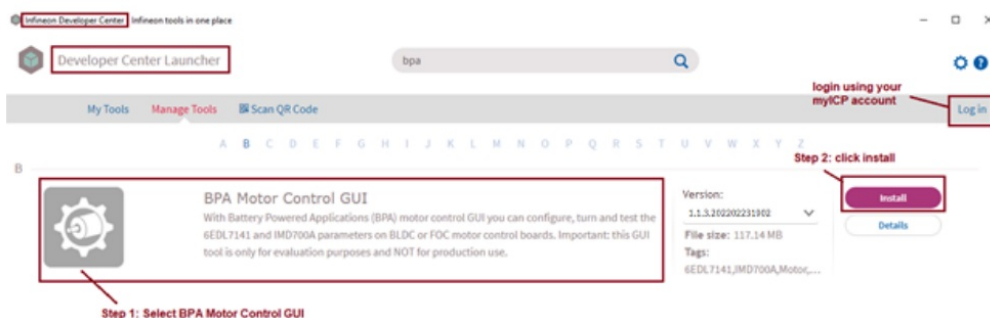 Infineon Developer Center Infineon tools in one place
Developer Center Launcher
bpa
login using your
myICP account
My Tools Manage Tools Scan QR Code Log in
A B C D E F G H I J K L M N O P Q R S T U V W X Y Z
Step 2: click install
B
BPA Motor Control GUI
With Battery Powered Applications (BPA) motor control GUI you can configure, turn and test the
6EDL7141 and IMD700A parameters on BLDC or FOC motor control boards. Important: this GUI
tool is only for evaluation purposes and NOT for production use.
Version:
1.1.3.202202231902
File size: 117.14 MB
Tags:
6EDL7141,IMD700A,Motor,...
Install
Details
Step 1: Select BPA Motor Control GUI